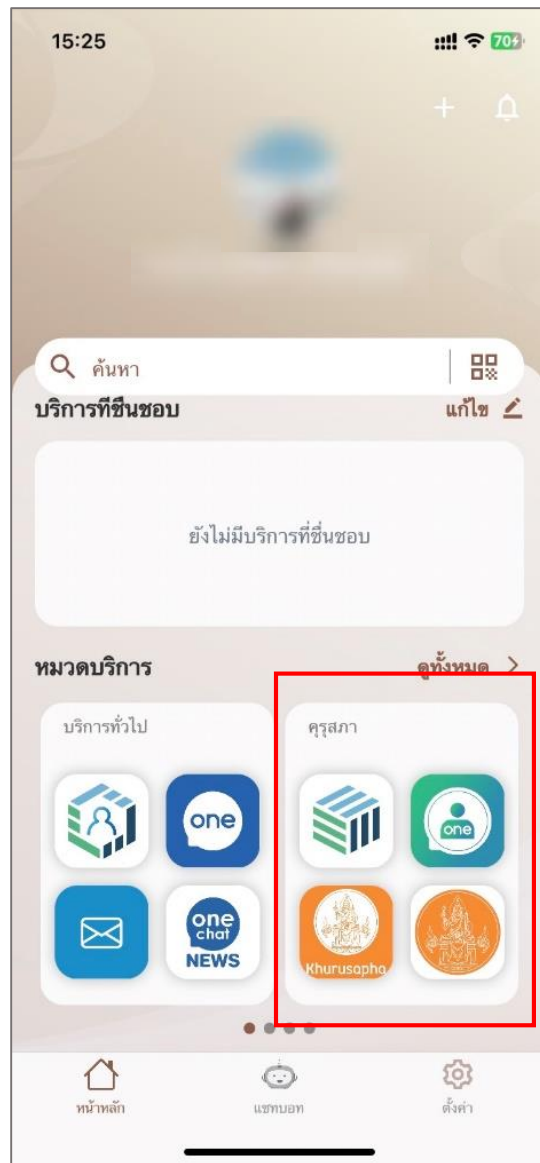 15:25
70
ค้นหา
บริการที่ชื่นชอบ
แก้ไข
ยังไม่มีบริการที่ชื่นชอบ
หมวดบริการ
ดูทั้งหมด
บริการทั่วไป
คุรุสภา
one
one
one
chat
NEWS
Khurusapha
หน้าหลัก
แชทบอท
ตั้งค่า